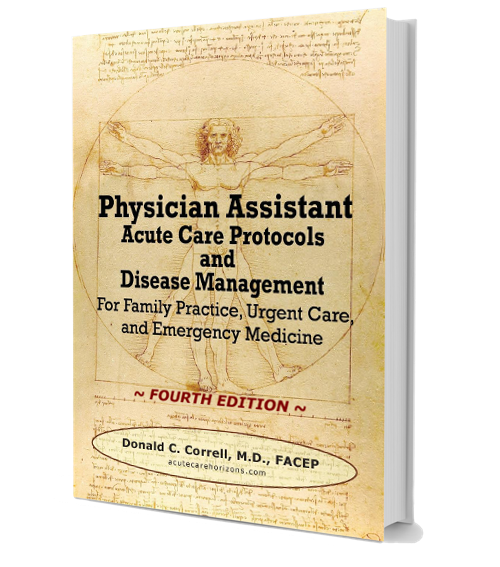 Physician Assistant
Acute Care Protocols
and
Disease Management
For Family Practice, Urgent Care,
and Emergency Medicine
~ FOURTH EDITION ~
Donald C. Correll, M.D., FACEP
acutecarehorizons.com